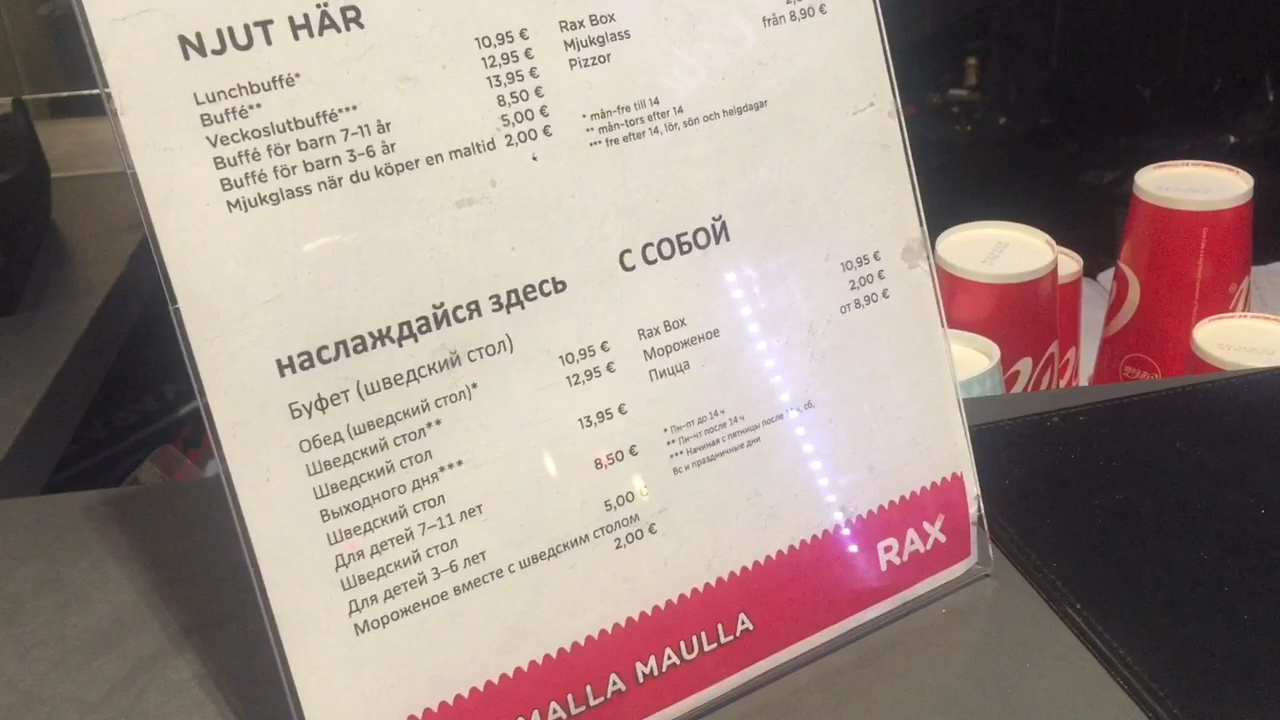 NJUT HÄR
Lunchbuffé* 10,95 €
Buffé** 12,95 €
Veckoslutbuffé*** 13,95 €
Buffé för barn 7–11 år 8,50 €
Buffé för barn 3–6 år 5,00 €
Mjukglass när du köper en maltid 2,00 €
Rax Box
Mjukglass
Pizzor från 8,90 €
* mån-fre till 14
** mån-tors efter 14
*** fre efter 14, lör, sön och helgdagar
наслаждайся здесь
Буфет (шведский стол)
Обед (шведский стол)* 10,95 €
Шведский стол** 12,95 €
Шведский стол
Выходного дня*** 13,95 €
Шведский стол
Для детей 7–11 лет 8,50 €
Шведский стол
Для детей 3–6 лет 5,00 €
Мороженое вместе с шведским столом
2,00 €
С СОБОЙ
Rax Box 10,95 €
Мороженое 2,00 €
Пицца от 8,90 €
* Пн–пт до 14 ч
** Пн–чт после 14 ч
*** Начиная с пятницы после ч, сб,
Вс и праздничные дни
MALLA MAULLA
RAX